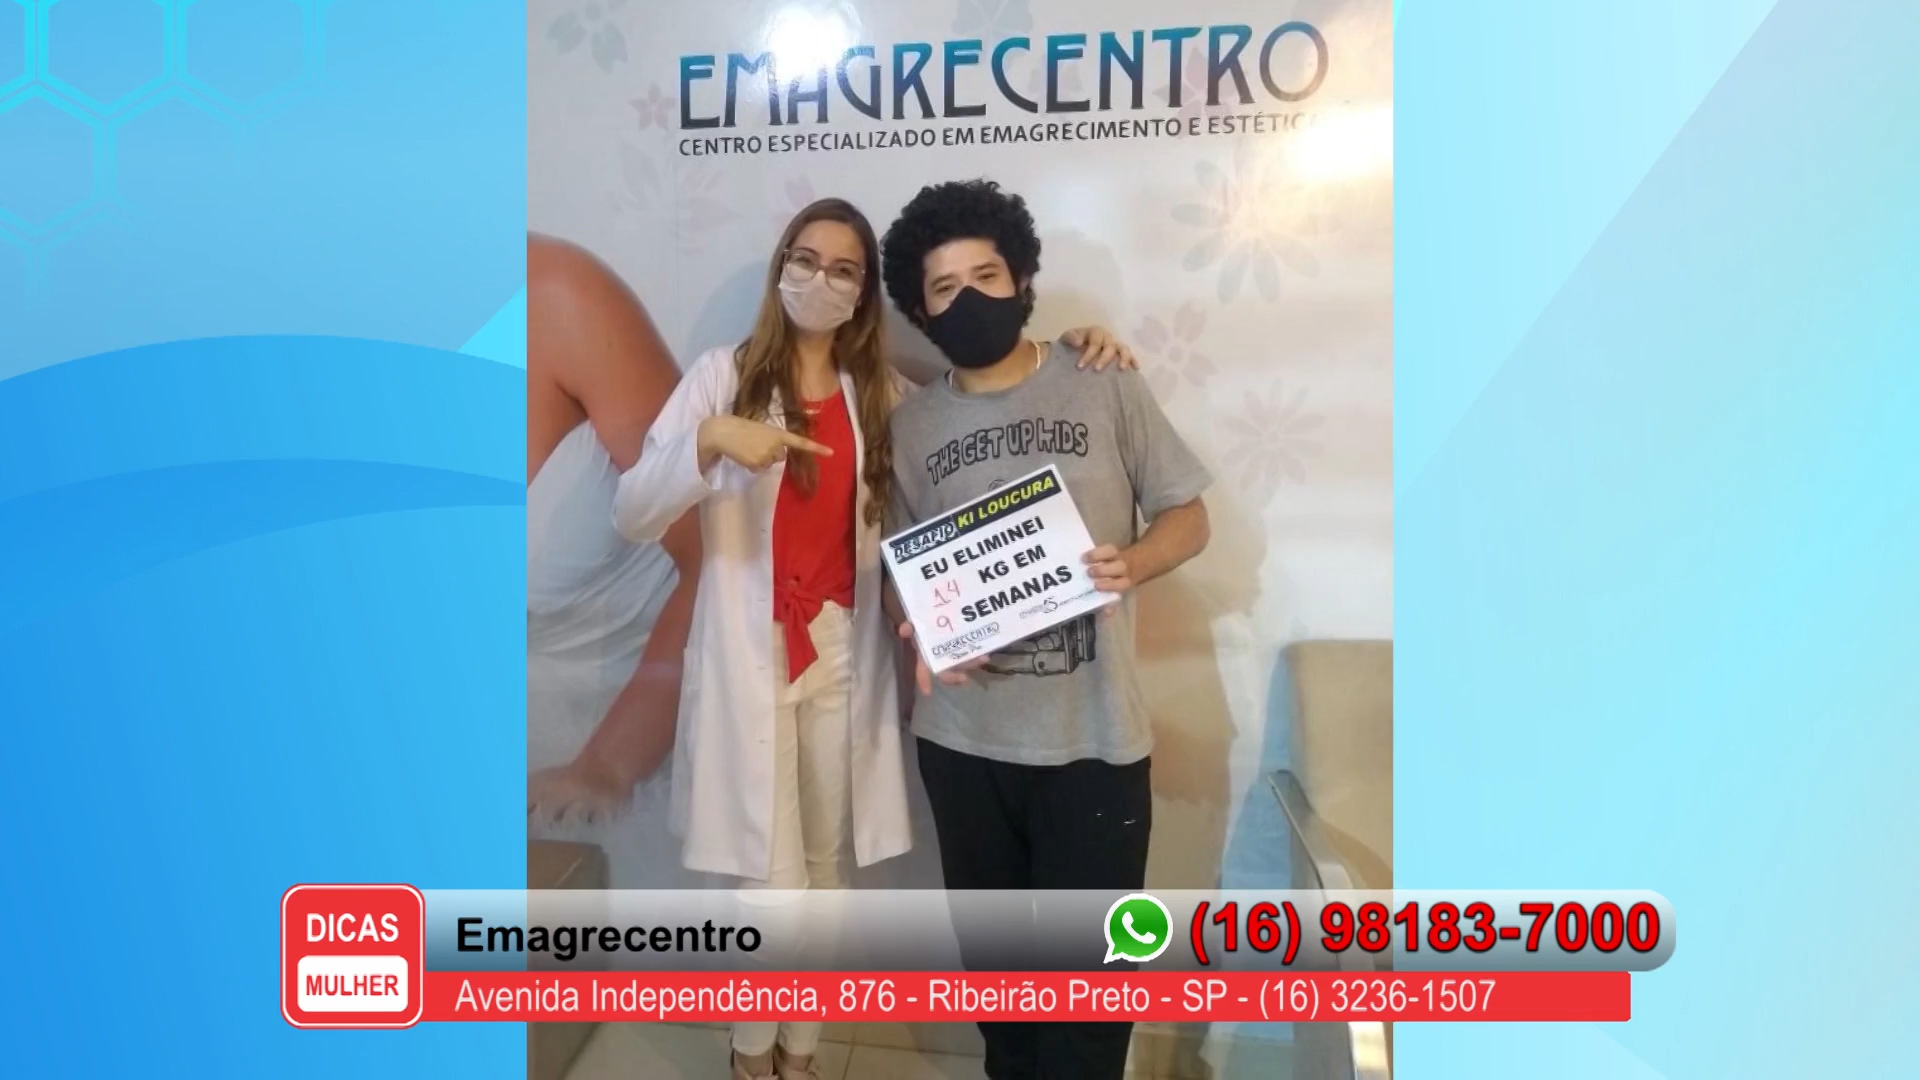 EMAGRECENTRO
CENTRO ESPECIALIZADO EM EMAGRECIMENTO E ESTÉTICA
THE GET UP KIDS
DESAFIO KI LOUCURA
EU ELIMINEI
14 KG EM
9 SEMANAS
EMAGRECENTRO
DICAS
MULHER
Emagrecentro
(16) 98183-7000
Avenida Independência, 876 - Ribeirão Preto - SP - (16) 3236-1507